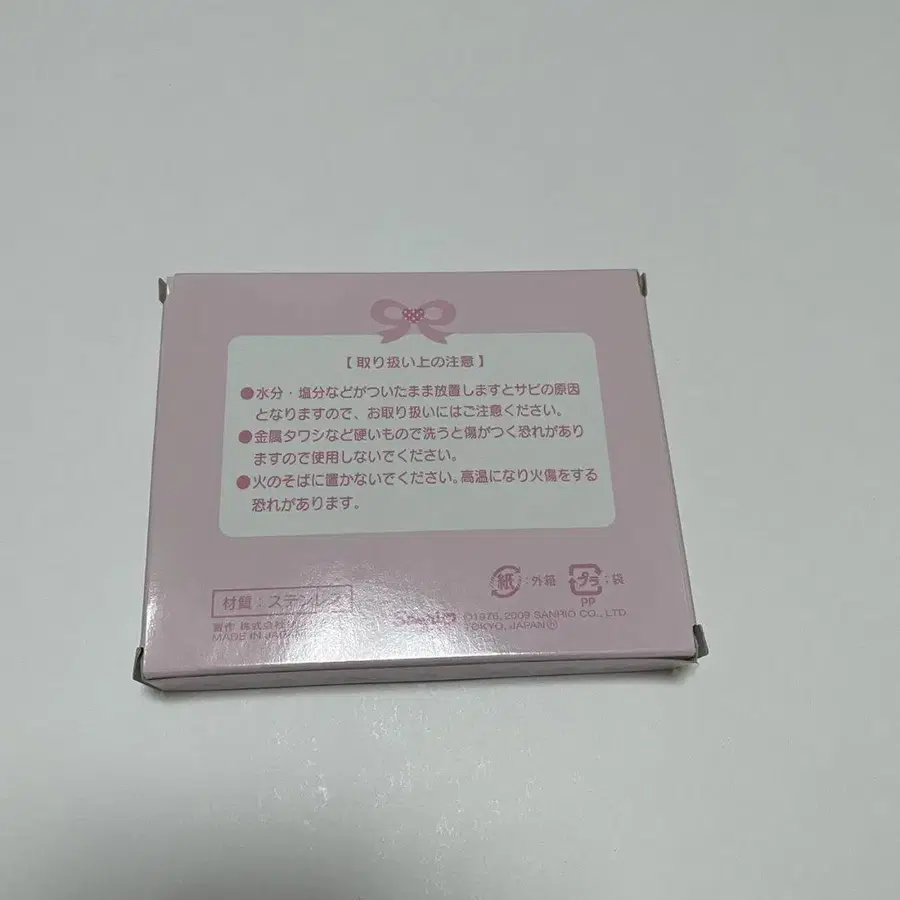 【取り扱い上の注意】
●水分・塩分などがついたまま放置しますとサビの原因
となりますので、お取り扱いにはご注意ください。
●金属タワシなど硬いもので洗うと傷がつく恐れがあり
ますので使用しないでください。
●火のそばに置かないでください。高温になり火傷をする
恐れがあります。
紙:外箱 プラ:袋
PP
材質:ステンレス
製作 株式会社
MADE IN JAPAN
Sanrio ©1976, 2009 SANRIO CO., LTD.
TOKYO, JAPAN Ⓗ